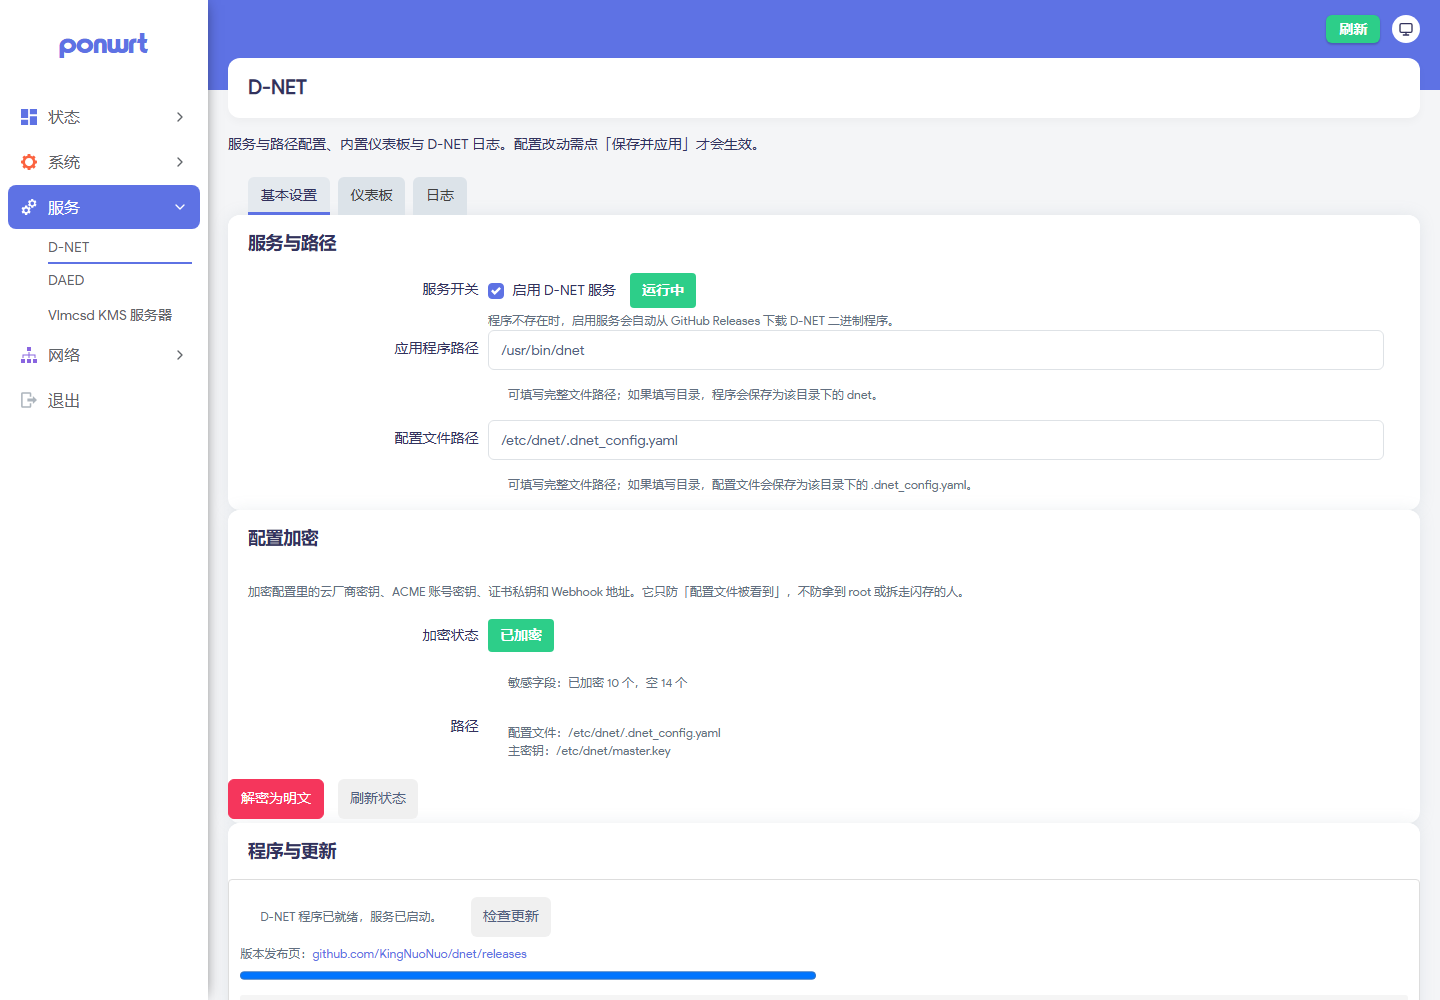 ponwrt
刷新
状态
系统
服务
D-NET
DAED
Vlmcsd KMS 服务器
网络
退出
D-NET
服务与路径配置、内置仪表板与 D-NET 日志。配置改动需点「保存并应用」才会生效。
基本设置
仪表板
日志
服务与路径
服务开关
启用 D-NET 服务
运行中
程序不存在时，启用服务会自动从 GitHub Releases 下载 D-NET 二进制程序。
应用程序路径
/usr/bin/dnet
可填写完整文件路径；如果填写目录，程序会保存为该目录下的 dnet。
配置文件路径
/etc/dnet/.dnet_config.yaml
可填写完整文件路径；如果填写目录，配置文件会保存为该目录下的 .dnet_config.yaml。
配置加密
加密配置里的云厂商密钥、ACME 账号密钥、证书私钥和 Webhook 地址。它只防「配置文件被看到」，不防拿到 root 或拆走闪存的人。
加密状态
已加密
敏感字段：已加密 10 个，空 14 个
路径
配置文件：/etc/dnet/.dnet_config.yaml
主密钥：/etc/dnet/master.key
解密为明文
刷新状态
程序与更新
D-NET 程序已就绪，服务已启动。
检查更新
版本发布页：github.com/KingNuoNuo/dnet/releases